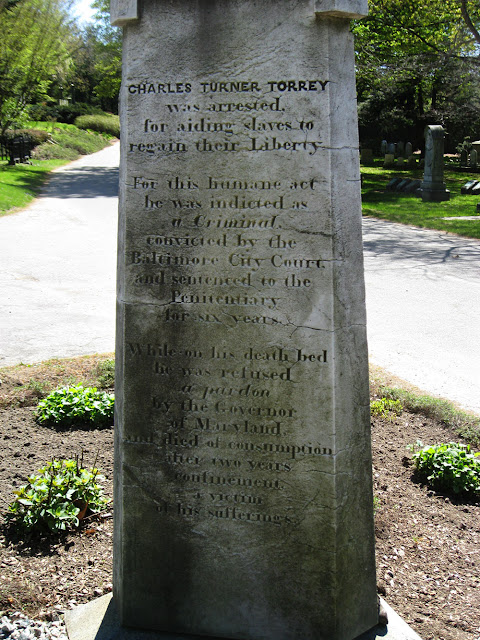 CHARLES TURNER TORREY
was arrested,
for aiding slaves to
regain their Liberty
For this humane act
he was indicted as
a Criminal,
convicted by the
Baltimore City Court,
and sentenced to the
Penitentiary
for six years.
While on his death bed
he was refused
a pardon
by the Governor
of Maryland
and died of consumption
after two years
confinement,
a victim
of his sufferings